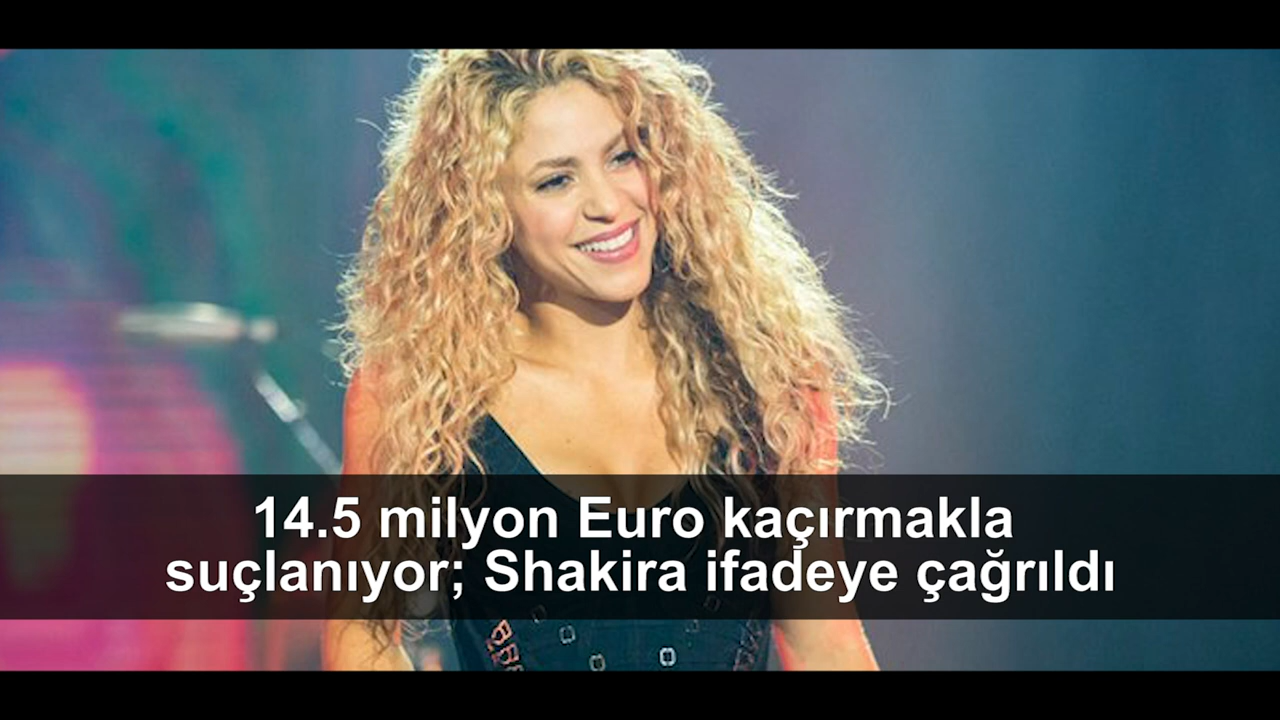 14.5 milyon Euro kaçırmakla
suçlanıyor; Shakira ifadeye çağrıldı